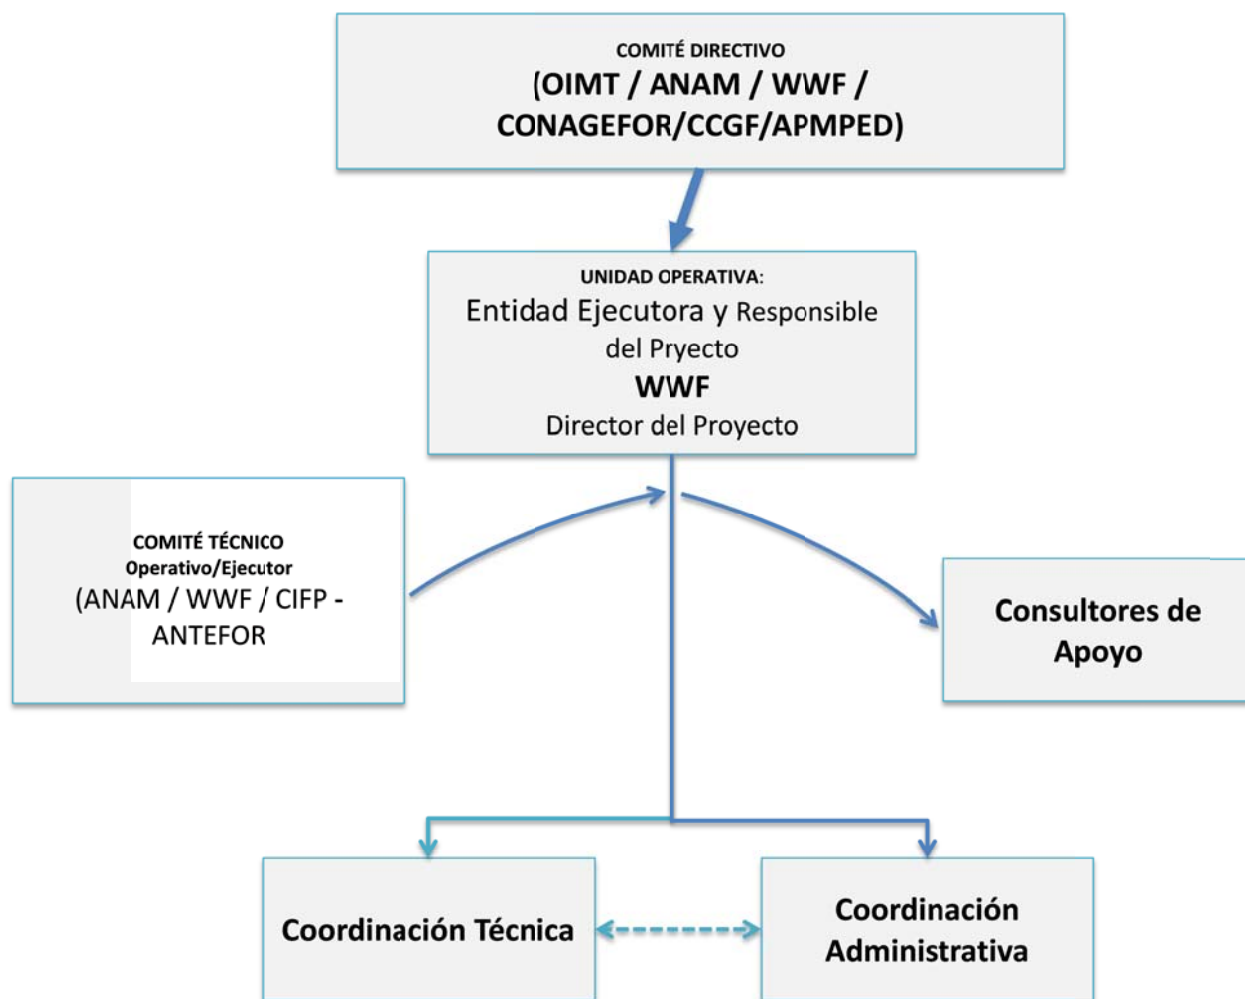 COMITÉ DIRECTIVO
(OIMT / ANAM / WWF /
CONAGEFOR/CCGF/APMPED)
UNIDAD OPERATIVA:
Entidad Ejecutora y Responsible
del Pryecto
WWF
Director del Proyecto
COMITÉ TÉCNICO
Operativo/Ejecutor
(ANAM / WWF / CIFP -
ANTEFOR
Consultores de
Apoyo
Coordinación Técnica
Coordinación
Administrativa